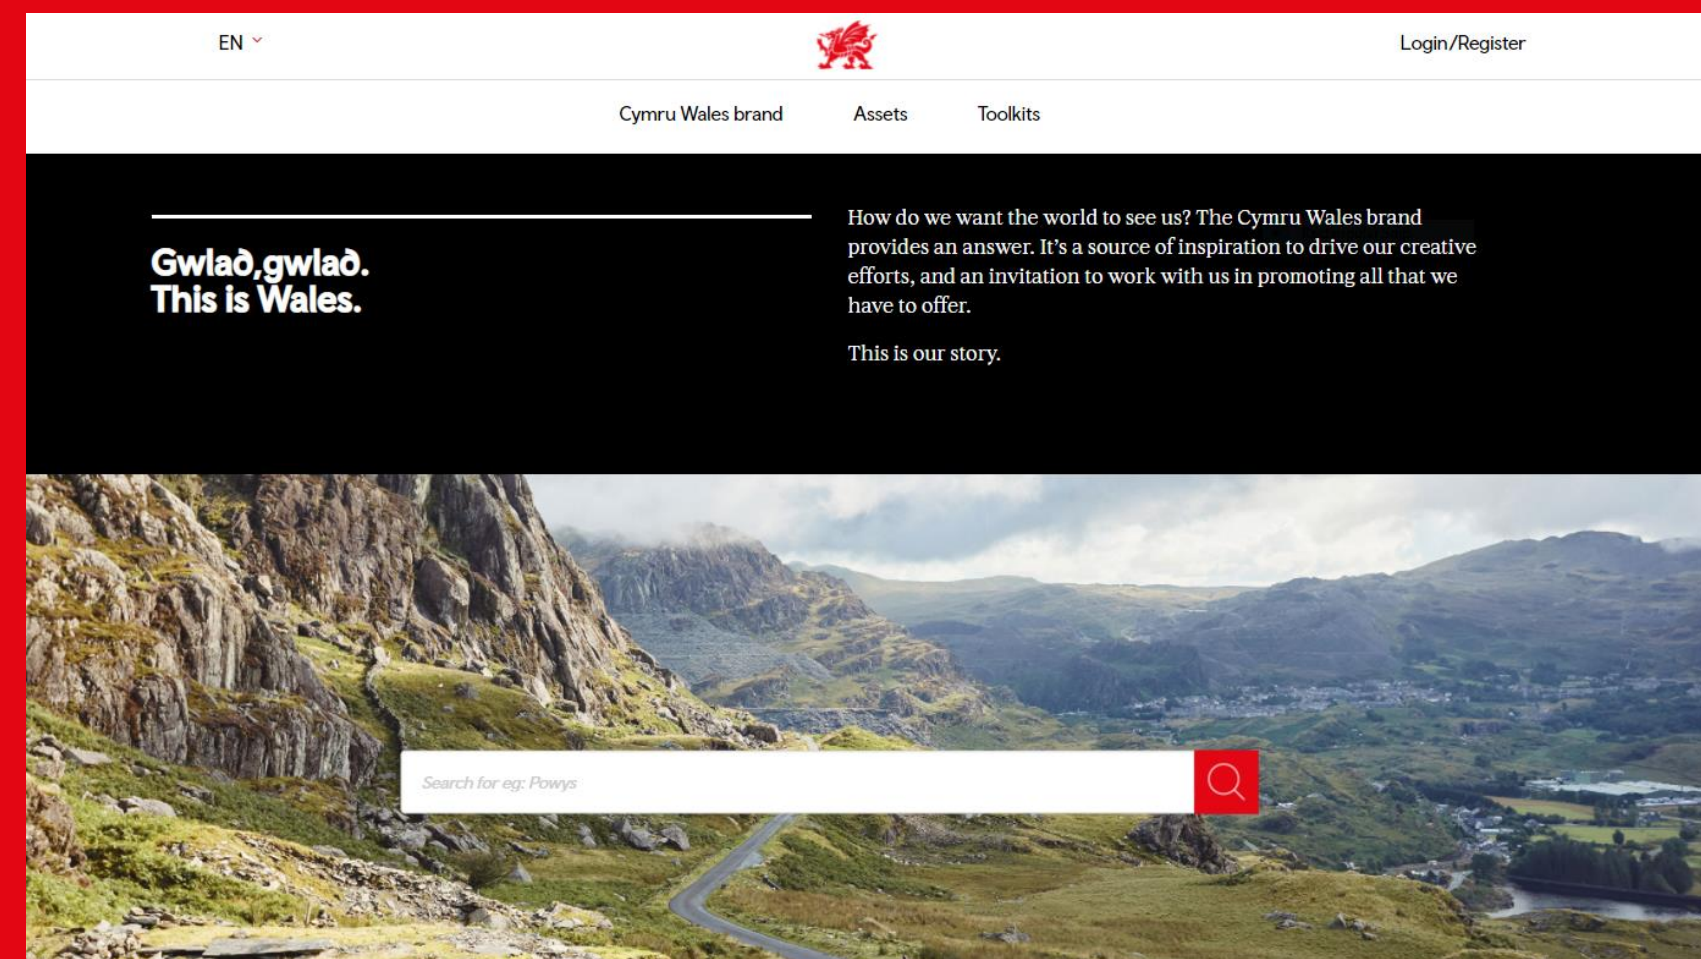 EN
Login/Register
Cymru Wales brand
Assets
Toolkits
Gwlað,gwlað.
This is Wales.
How do we want the world to see us? The Cymru Wales brand
provides an answer. It’s a source of inspiration to drive our creative
efforts, and an invitation to work with us in promoting all that we
have to offer.
This is our story.
Search for eg: Powys